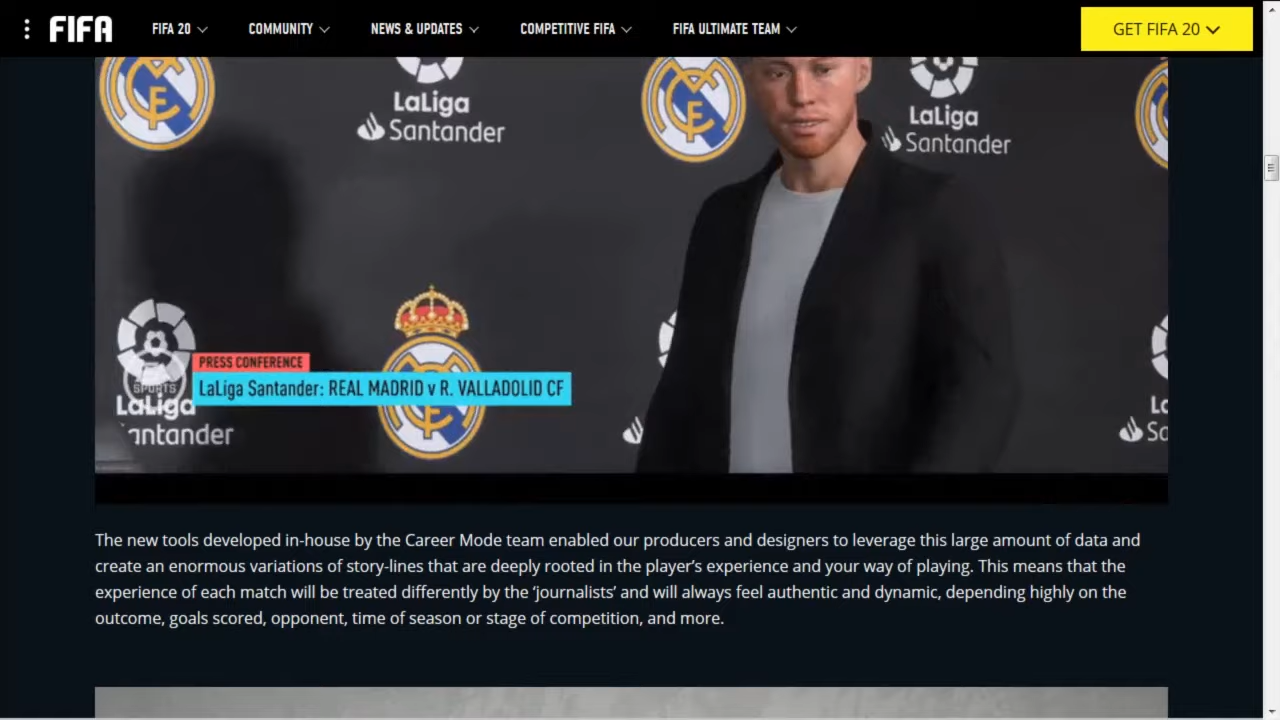 FIFA
FIFA 20
COMMUNITY
NEWS & UPDATES
COMPETITIVE FIFA
FIFA ULTIMATE TEAM
GET FIFA 20
LaLiga
Santander
LaLiga
Santander
PRESS CONFERENCE
LaLiga Santander: REAL MADRID v R. VALLADOLID CF
SPORTS
LaLiga
antander
The new tools developed in-house by the Career Mode team enabled our producers and designers to leverage this large amount of data and
create an enormous variations of story-lines that are deeply rooted in the player’s experience and your way of playing. This means that the
experience of each match will be treated differently by the ‘journalists’ and will always feel authentic and dynamic, depending highly on the
outcome, goals scored, opponent, time of season or stage of competition, and more.